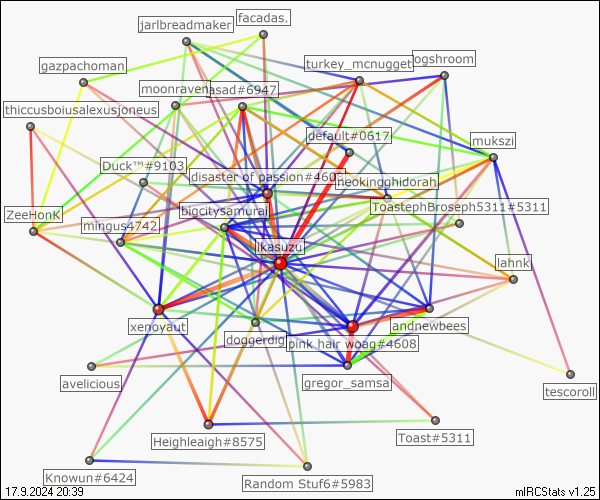 jarlbreadmaker
facadas.
gazpachoman
turkey_mcnugget
ogshroom
moonraven
asad#6947
thiccusboiusalexusjoneus
default#0617
mukszi
Duck™#9103
disaster of passion#460
neokingghidorah
ZeeHonK
bigcitysamurai
ToastephBroseph5311#5311
mingus4742
likasuzu
lahnk
xenoyaut
doggerdig
pink hair woag#4608
andnewbees
avelicious
gregor_samsa
tescoroll
Heighleaigh#8575
Toast#5311
Knowun#6424
Random Stuf6#5983
17.9.2024 20:39
mIRCStats v1.25